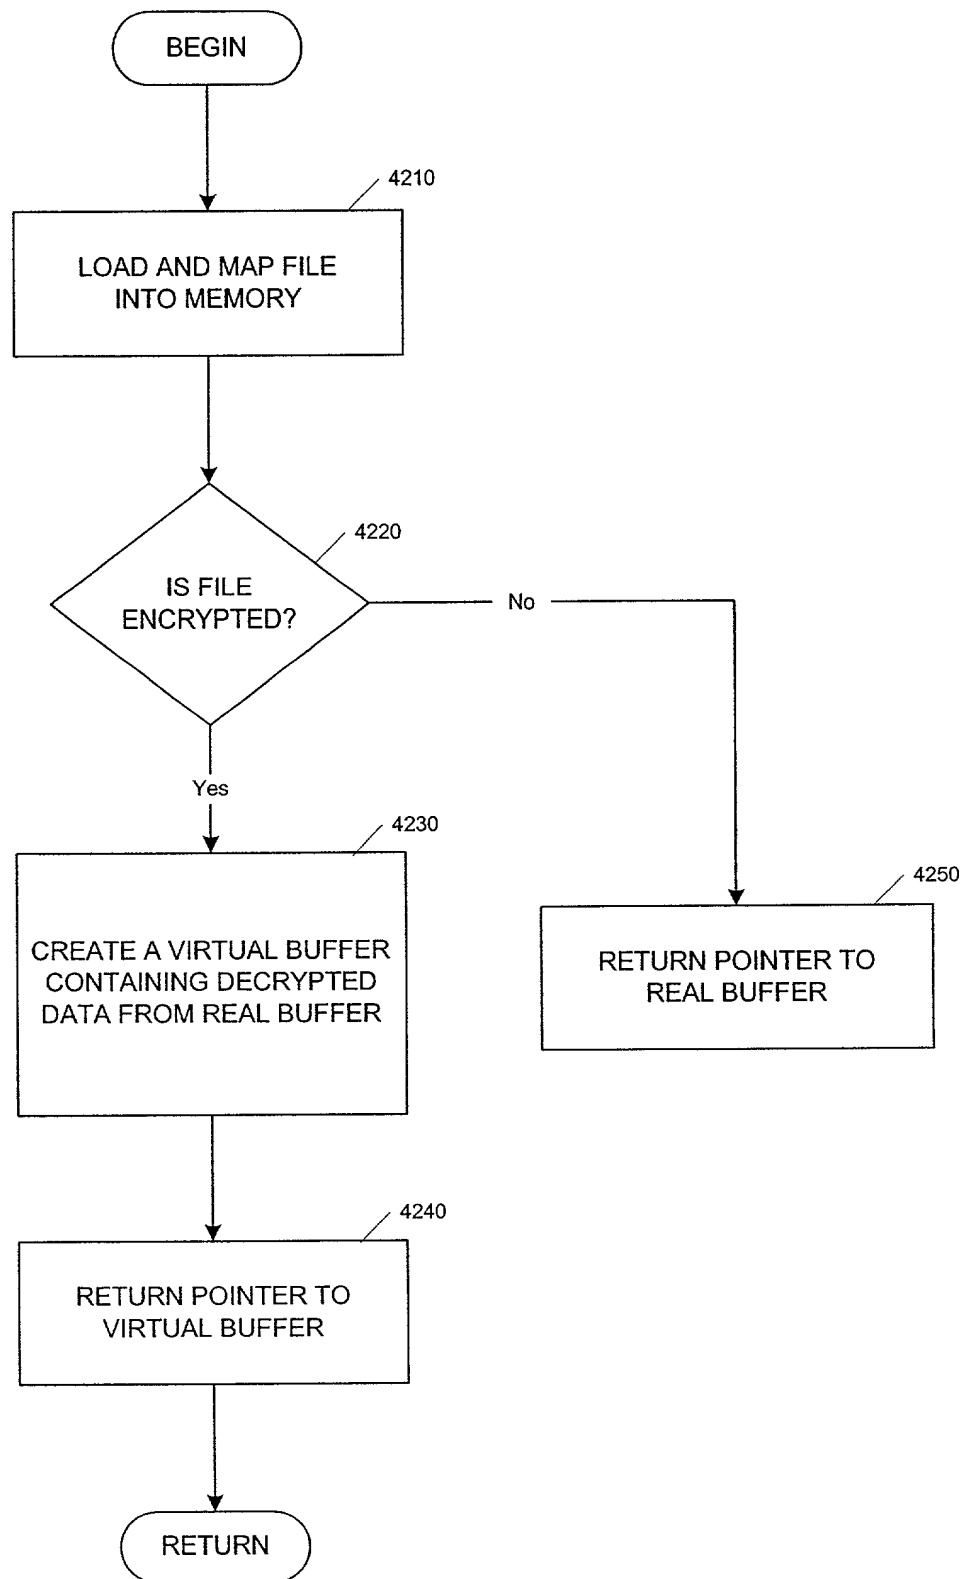 BEGIN
4210
LOAD AND MAP FILE
INTO MEMORY
4220
IS FILE
ENCRYPTED?
No
Yes
4230
CREATE A VIRTUAL BUFFER
CONTAINING DECRYPTED
DATA FROM REAL BUFFER
4250
RETURN POINTER TO
REAL BUFFER
4240
RETURN POINTER TO
VIRTUAL BUFFER
RETURN